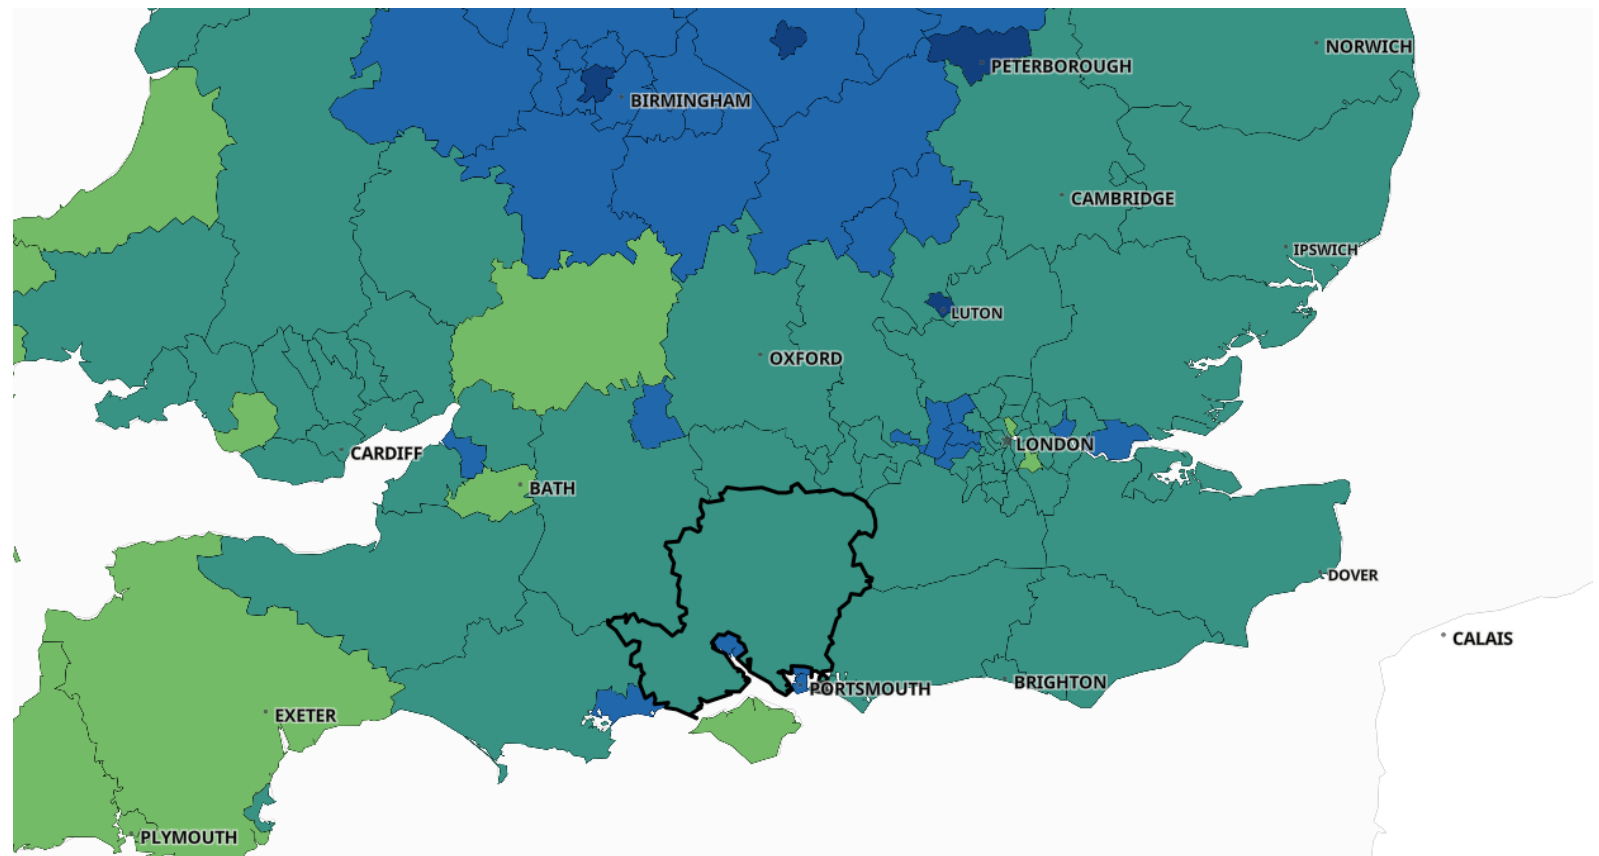 NORWICH
PETERBOROUGH
BIRMINGHAM
CAMBRIDGE
IPSWICH
LUTON
OXFORD
LONDON
CARDIFF
BATH
DOVER
CALAIS
BRIGHTON
PORTSMOUTH
EXETER
PLYMOUTH